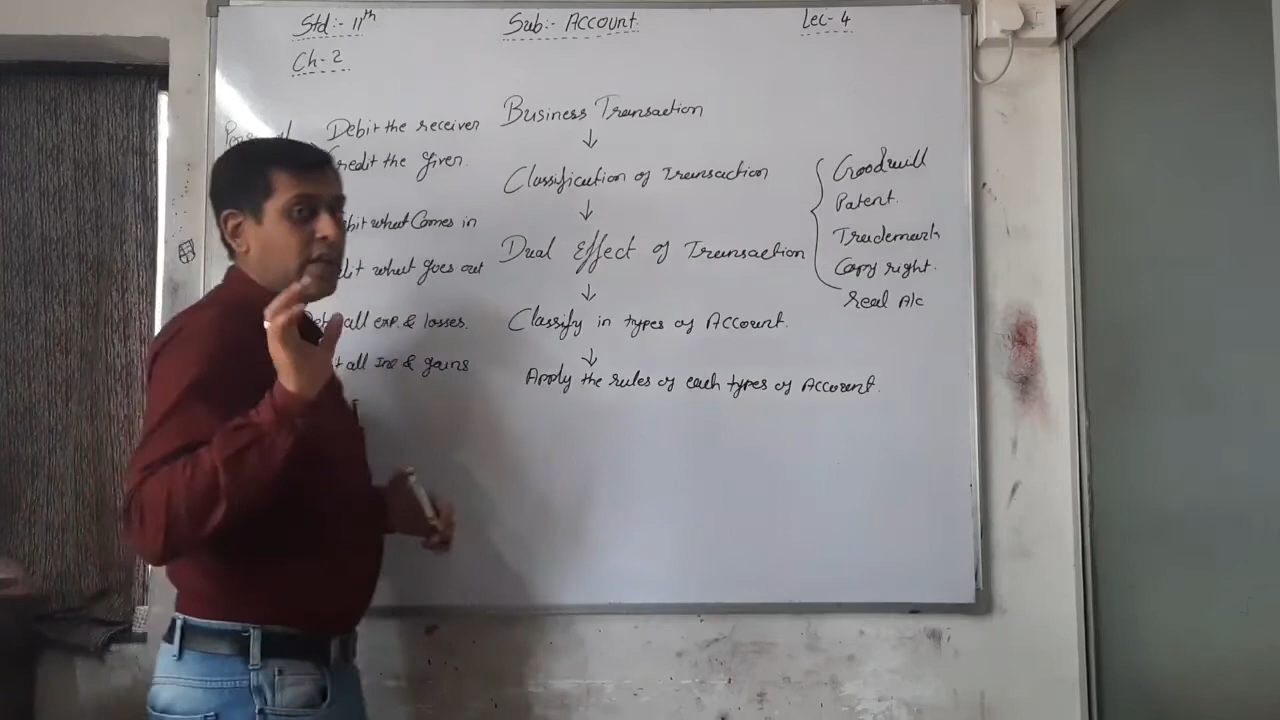 Std:- 11th
Sub:- Account.
Lec- 4
Ch- 2
Debit the receiver
Credit the Given.
what Comes in
what Goes out
all exp. & losses.
all Inc & gains
Business Transaction
↓
Classification of Transaction
↓
Dual Effect of Transaction
↓
Classify in types of Account.
↓
Apply the rules of each types of Account.
Goodwill
Patent.
Trademark
Copy right.
Real A/c